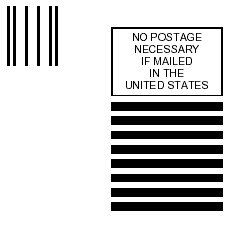 NO POSTAGE
NECESSARY
IF MAILED
IN THE
UNITED STATES